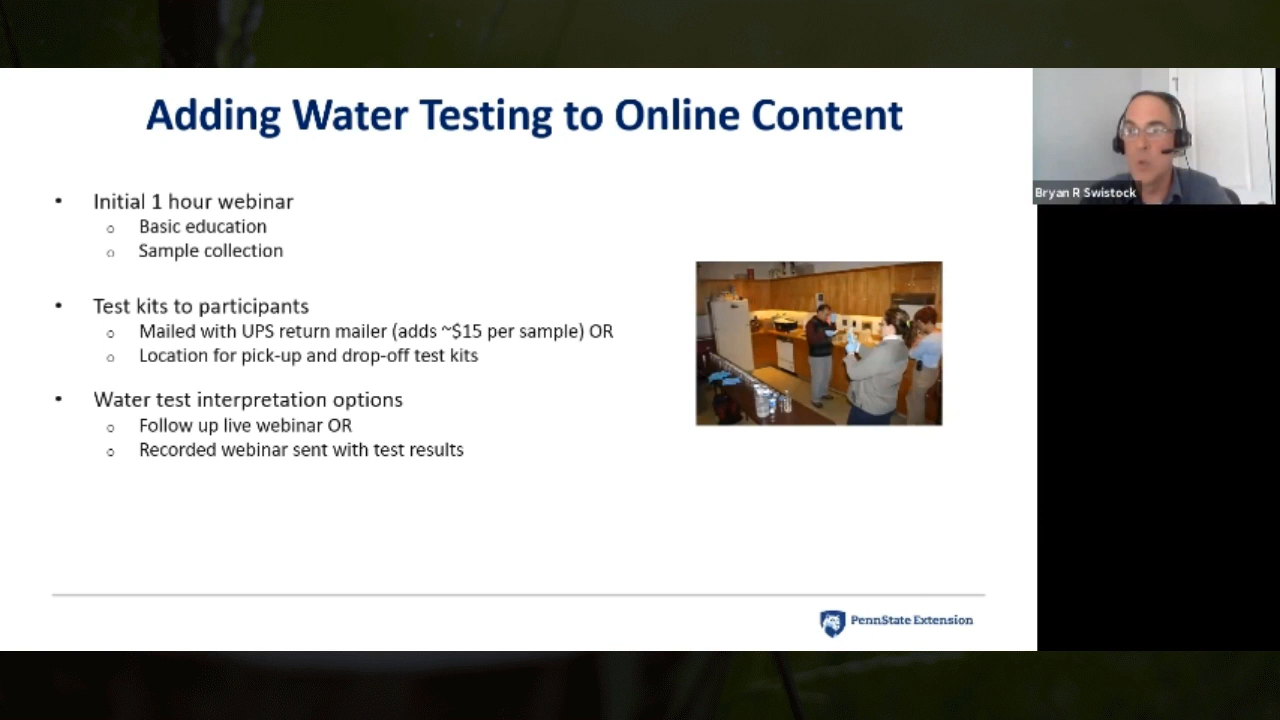 Adding Water Testing to Online Content
• Initial 1 hour webinar
o Basic education
o Sample collection
• Test kits to participants
o Mailed with UPS return mailer (adds ~$15 per sample) OR
o Location for pick-up and drop-off test kits
• Water test interpretation options
o Follow up live webinar OR
o Recorded webinar sent with test results
PennState Extension
Bryan R Swistock